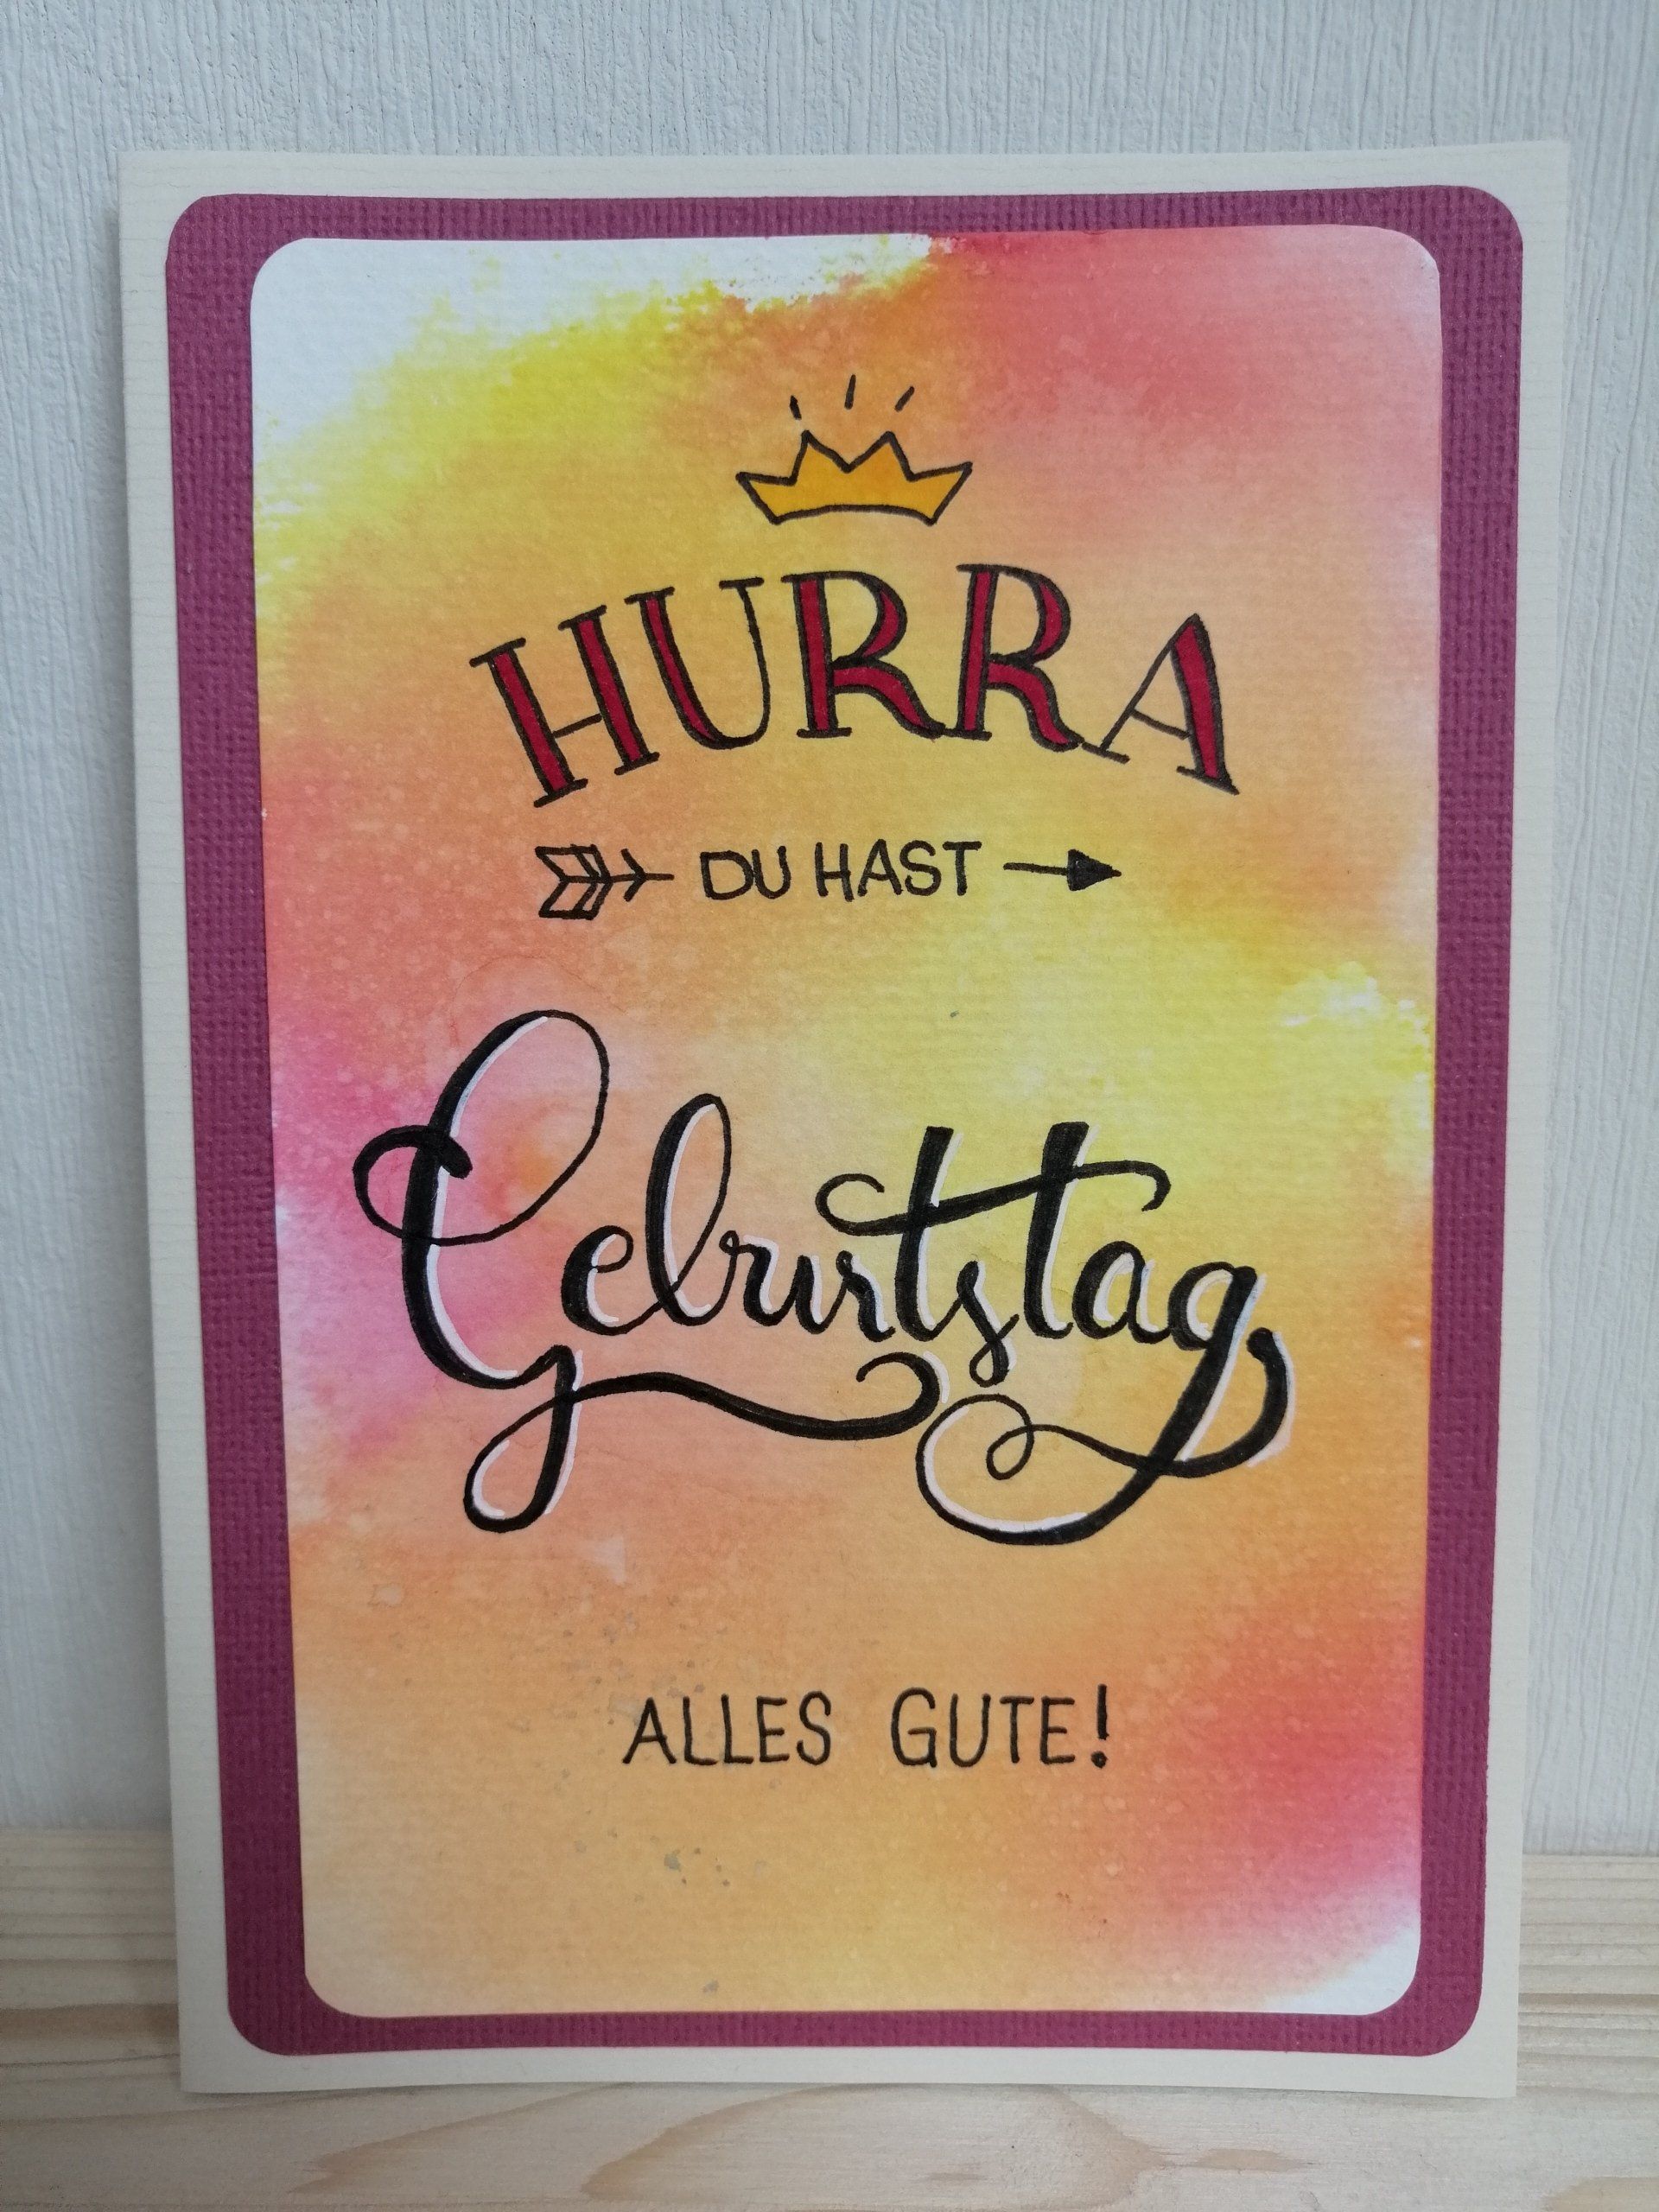 HURRA
DU HAST
Geburtstag
ALLES GUTE!